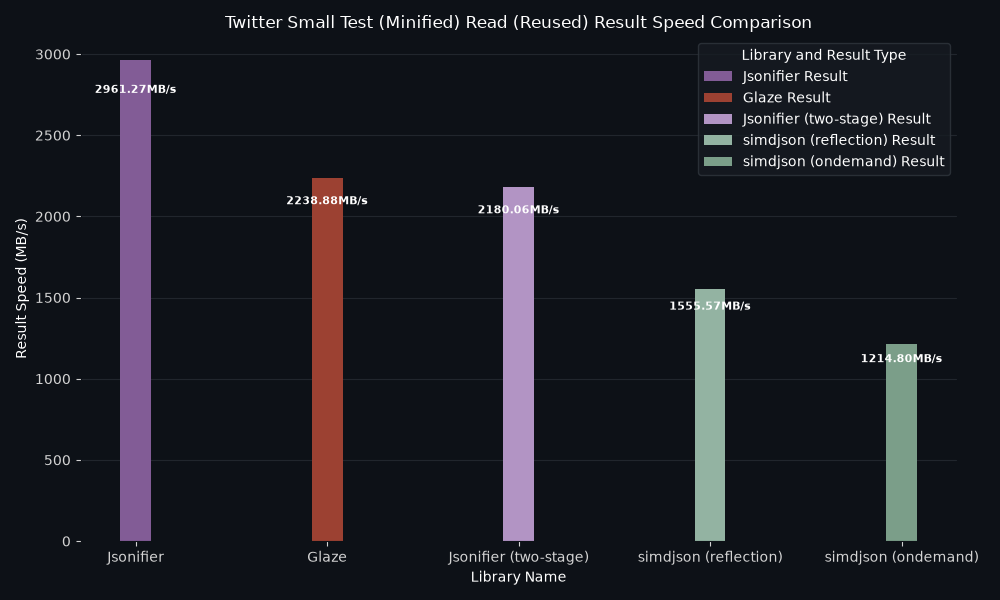 Twitter Small Test (Minified) Read (Reused) Result Speed Comparison
Library and Result Type
Jsonifier Result
Glaze Result
Jsonifier (two-stage) Result
simdjson (reflection) Result
simdjson (ondemand) Result
Result Speed (MB/s)
3000
2500
2000
1500
1000
500
0
2961.27MB/s
2238.88MB/s
2180.06MB/s
1555.57MB/s
1214.80MB/s
Jsonifier
Glaze
Jsonifier (two-stage)
simdjson (reflection)
simdjson (ondemand)
Library Name